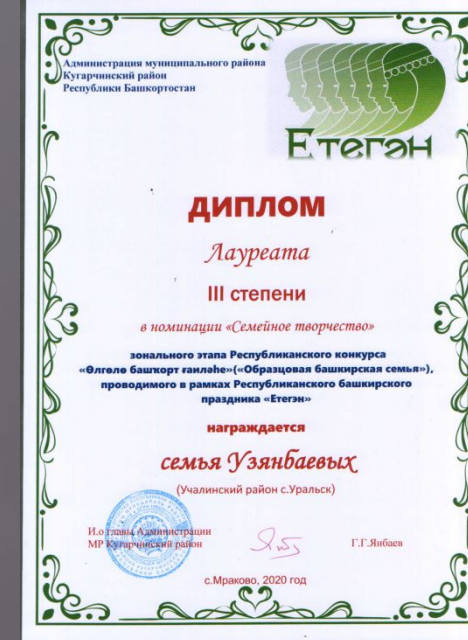 Администрация муниципального района
Кугарчинский район
Республики Башкортостан
Етегән
ДИПЛОМ
Лауреата
III степени
в номинации «Семейное творчество»
зонального этапа Республиканского конкурса
«Өлгөлө башҡорт ғаиләһе»(«Образцовая башкирская семья»),
проводимого в рамках Республиканского башкирского
праздника «Етегән»
награждается
семья Узянбаевых
(Учалинский район с.Уральск)
И.о главы Администрации
МР Кугарчинский район
Г.Г.Янбаев
с.Мраково, 2020 год